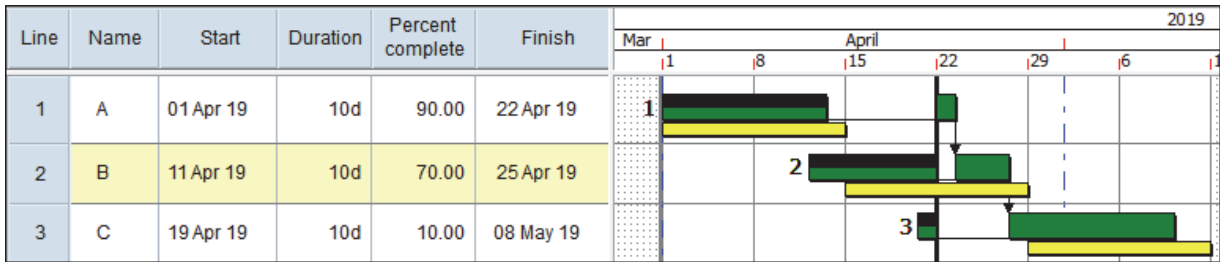 2019
Line Name Start Duration Percent complete Finish Mar April
1 8 15 22 29 6 1
1 A 01 Apr 19 10d 90.00 22 Apr 19 1
2 B 11 Apr 19 10d 70.00 25 Apr 19 2
3 C 19 Apr 19 10d 10.00 08 May 19 3